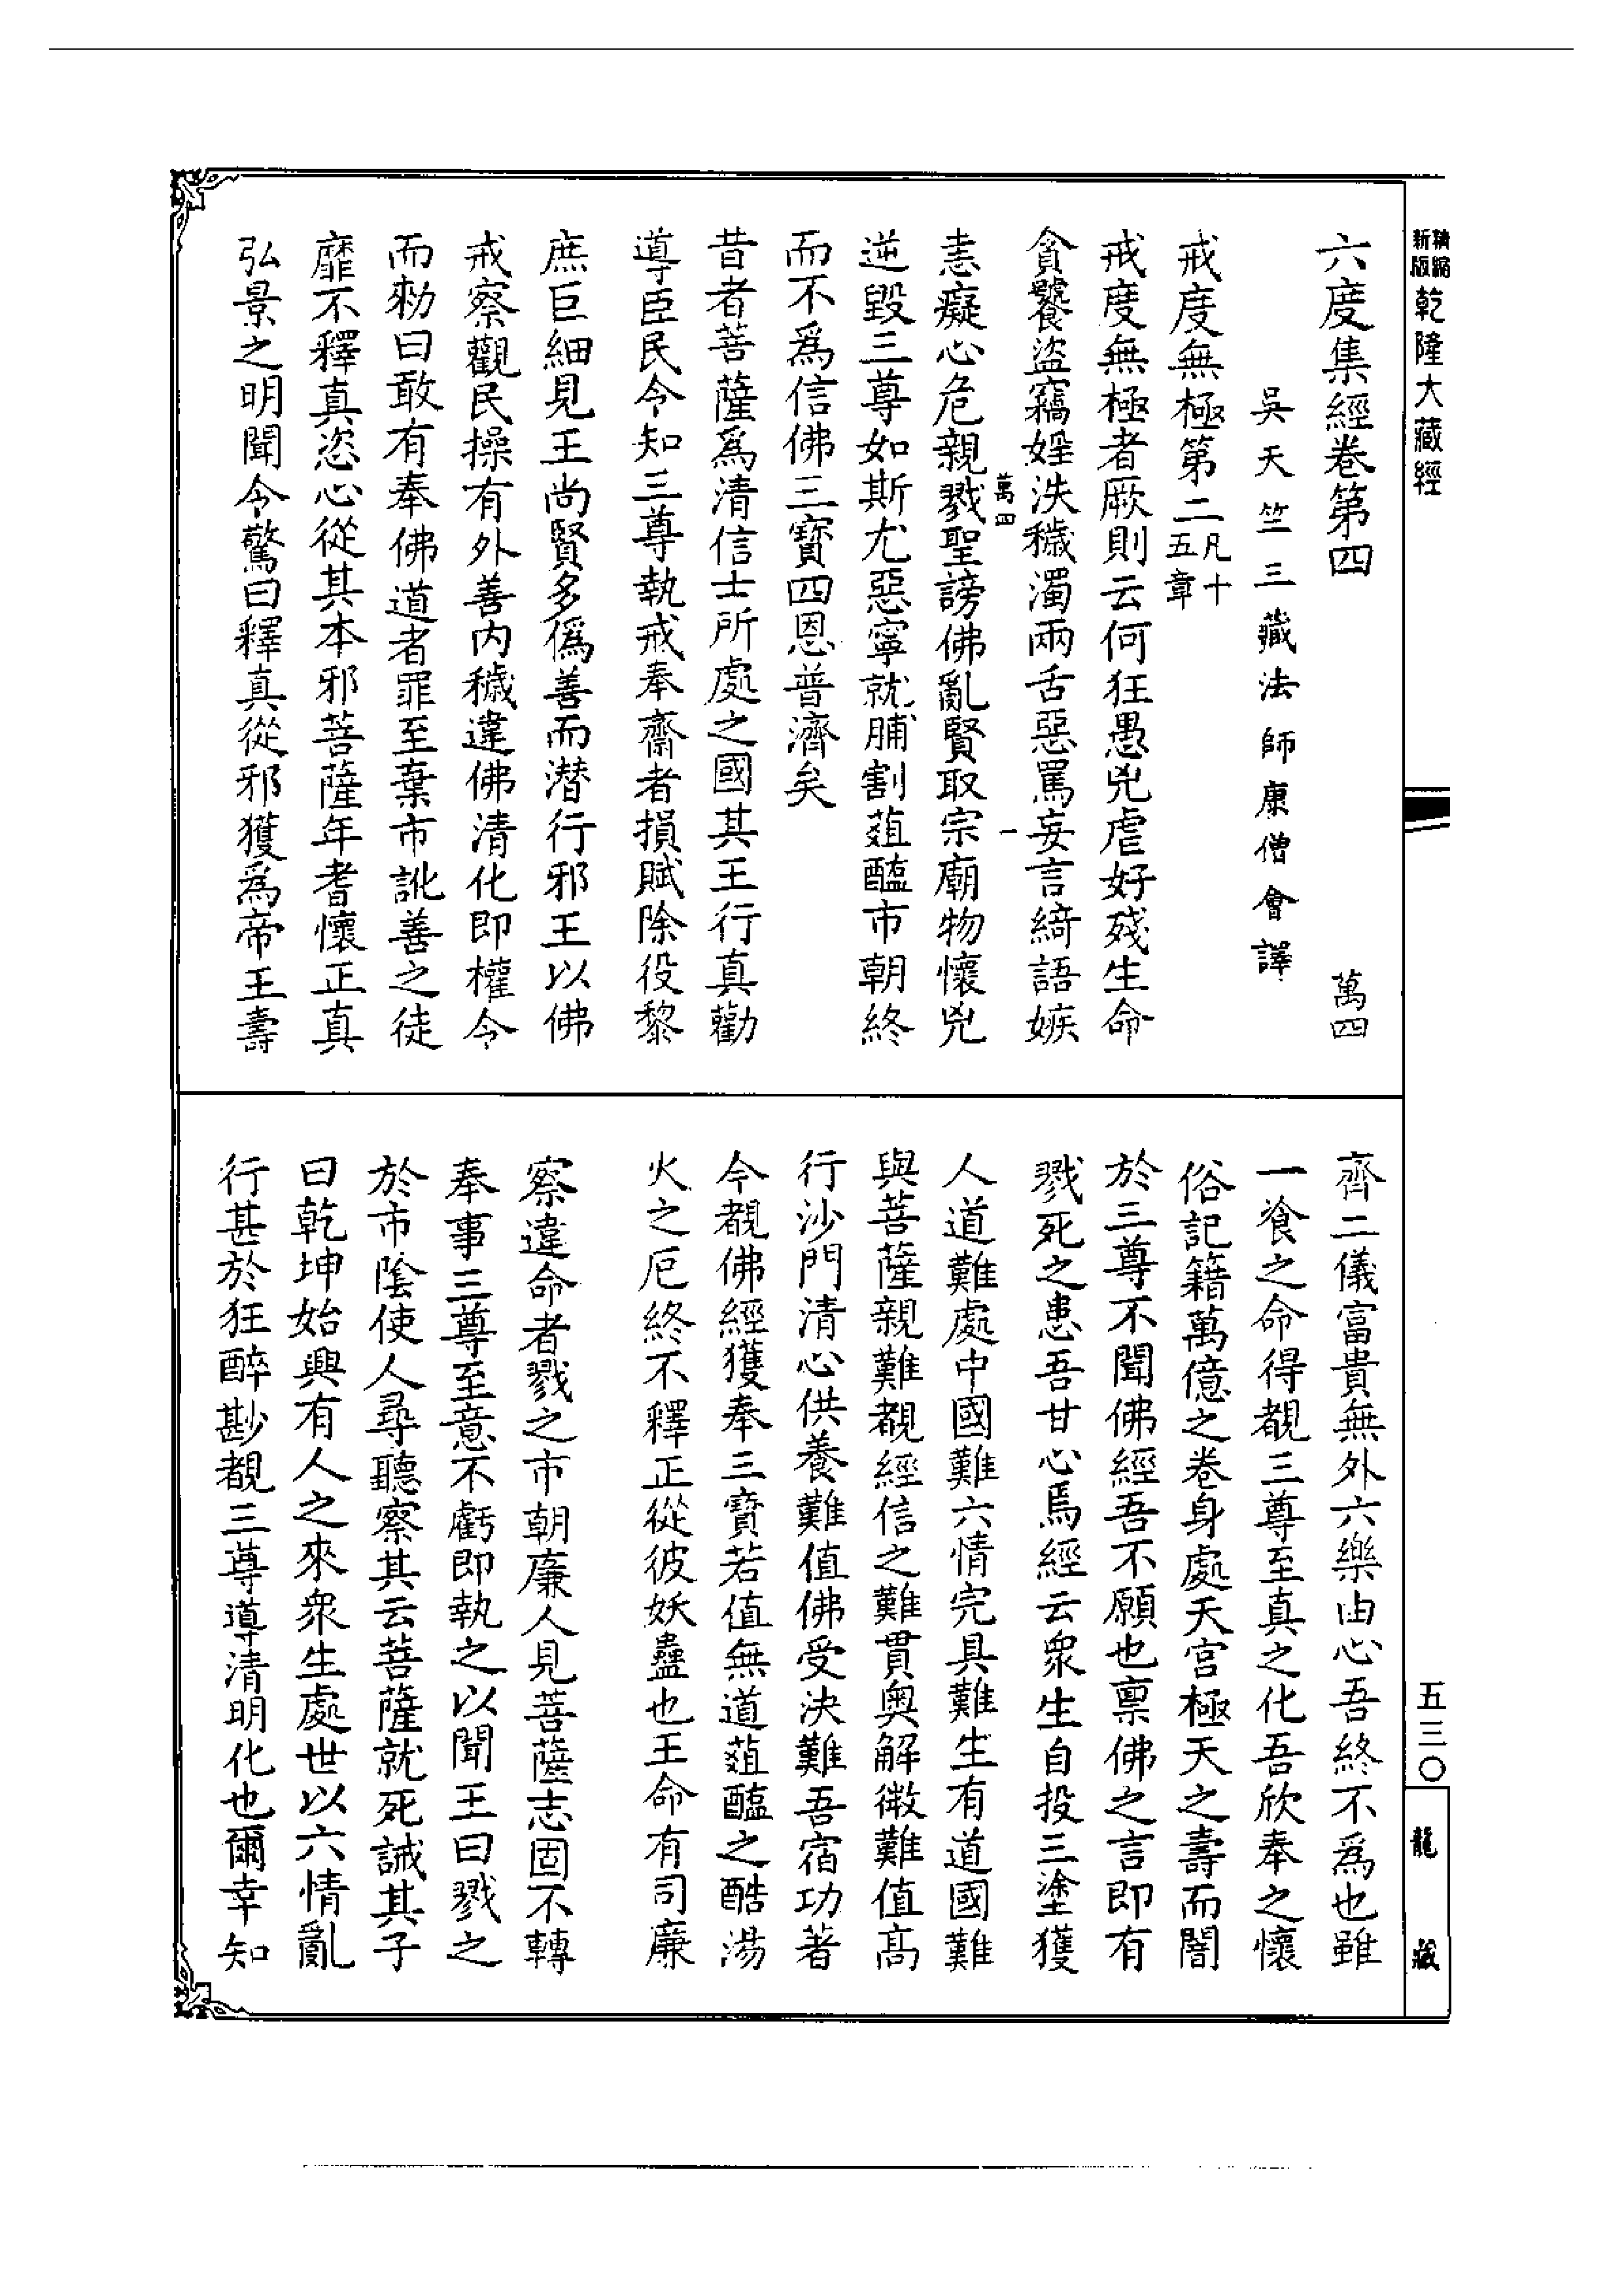 新版精縮乾隆大藏經
六度集經卷第四 萬四
吳天竺三藏法師康僧會譯
戒度無極第二凡十五章
戒度無極者厥則云何狂愚兇虐好殘生命
貪饕盜竊婬泆穢濁兩舌惡罵妄言綺語嫉
萬四 一
恚癡心危親戮聖謗佛亂賢取宗廟物懷兇
逆毀三尊如斯尤惡寧就脯割葅醢市朝終
而不為信佛三寶四恩普濟矣
昔者菩薩為清信士所處之國其王行真勸
導臣民令知三尊執戒奉齋者損賦除役黎
庶巨細見王尚賢多偽善而潛行邪王以佛
戒察觀民操有外善內穢違佛清化即權令
而勑曰敢有奉佛道者罪至棄市訛善之徒
靡不釋真恣心從其本邪菩薩年耆懷正真
弘景之明聞令驚曰釋真從邪獲為帝王壽
齊二儀富貴無外六樂由心吾終不為也雖
一飡之命得覩三尊至真之化吾欣奉之懷
俗記籍萬億之卷身處天宮極天之壽而闇
於三尊不聞佛經吾不願也稟佛之言即有
戮死之患吾甘心焉經云眾生自投三塗獲
人道難處中國難六情完具難生有道國難
與菩薩親難覩經信之難貫奧解微難值高
行沙門清心供養難值佛受決難吾宿功著
今覩佛經獲奉三寶若值無道葅醢之酷湯
火之厄終不釋正從彼妖蠱也王命有司廉
察違命者戮之市朝廉人見菩薩志固不轉
奉事三尊至意不虧即執之以聞王曰戮之
於市陰使人尋聽察其云菩薩就死誡其子
曰乾坤始興有人之來眾生處世以六情亂
行甚於狂醉尠覩三尊導清明化也爾幸知
五三〇
龍藏